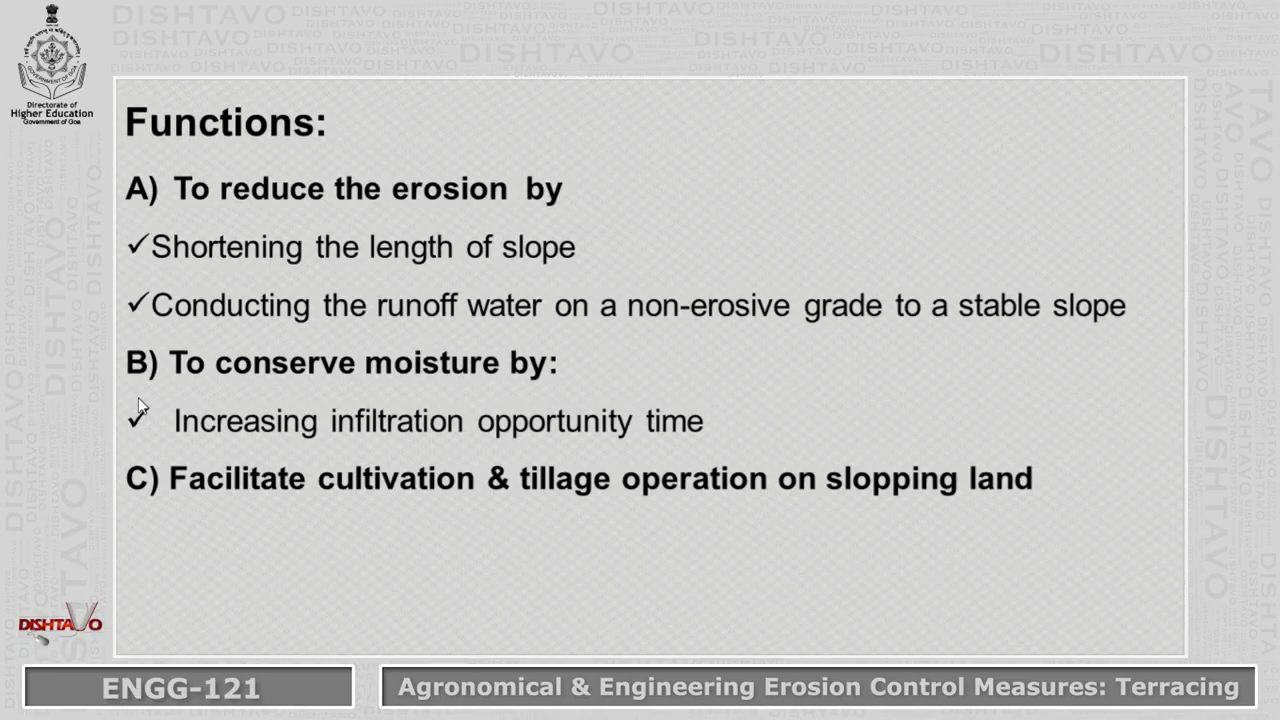 Directorate of
Higher Education
Government of Goa
Functions:
A) To reduce the erosion by
✓Shortening the length of slope
✓Conducting the runoff water on a non-erosive grade to a stable slope
B) To conserve moisture by:
✓ Increasing infiltration opportunity time
C) Facilitate cultivation & tillage operation on slopping land
DISHTAVO
ENGG-121
Agronomical & Engineering Erosion Control Measures: Terracing